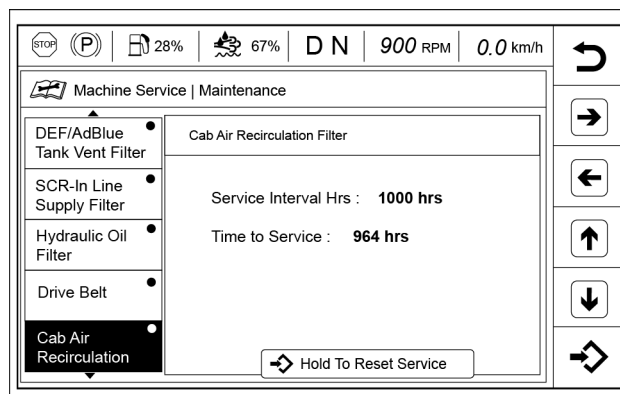 STOP P 28% 67% D N 900 RPM 0.0 km/h
Machine Service | Maintenance
DEF/AdBlue
Tank Vent Filter
SCR-In Line
Supply Filter
Hydraulic Oil
Filter
Drive Belt
Cab Air
Recirculation
Cab Air Recirculation Filter
Service Interval Hrs : 1000 hrs
Time to Service : 964 hrs
Hold To Reset Service